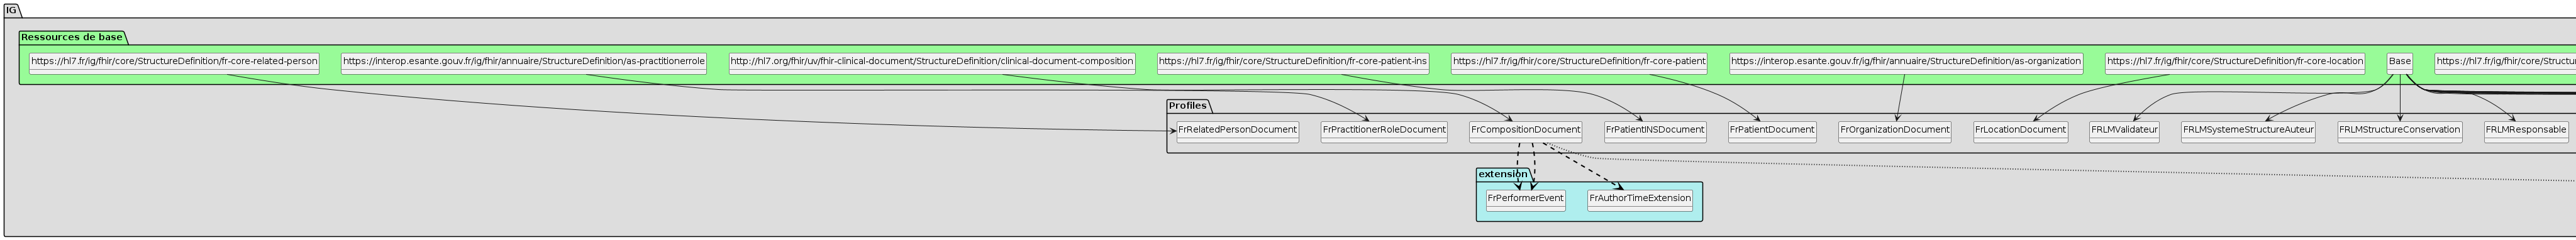 IG
Ressources de base
https://hl7.fr/ig/fhir/core/StructureDefinition/fr-core-related-person
https://interop.esante.gouv.fr/ig/fhir/annuaire/StructureDefinition/as-practitionerrole
http://hl7.org/fhir/uv/fhir-clinical-document/StructureDefinition/clinical-document-composition
https://hl7.fr/ig/fhir/core/StructureDefinition/fr-core-patient-ins
https://hl7.fr/ig/fhir/core/StructureDefinition/fr-core-patient
https://interop.esante.gouv.fr/ig/fhir/annuaire/StructureDefinition/as-organization
https://hl7.fr/ig/fhir/core/StructureDefinition/fr-core-location
Base
https://hl7.fr/ig/fhir/core/Structu
Profiles
FrRelatedPersonDocument
FrPractitionerRoleDocument
FrCompositionDocument
FrPatientINSDocument
FrPatientDocument
FrOrganizationDocument
FrLocationDocument
FRLMValidateur
FRLMSystemeStructureAuteur
FRLMStructureConservation
FRLMResponsable
extension
FrPerformerEvent
FrAuthorTimeExtension